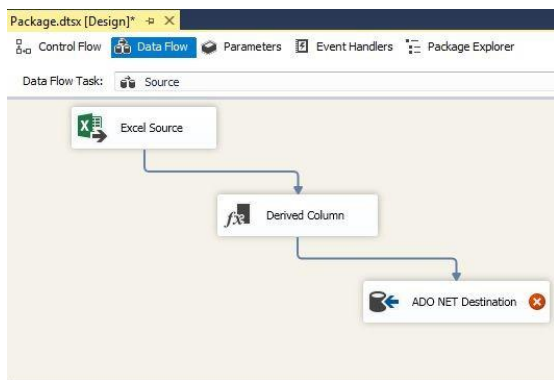 Package.dtsx [Design]*
Control Flow Data Flow Parameters Event Handlers Package Explorer
Data Flow Task: Source
Excel Source
Derived Column
ADO NET Destination